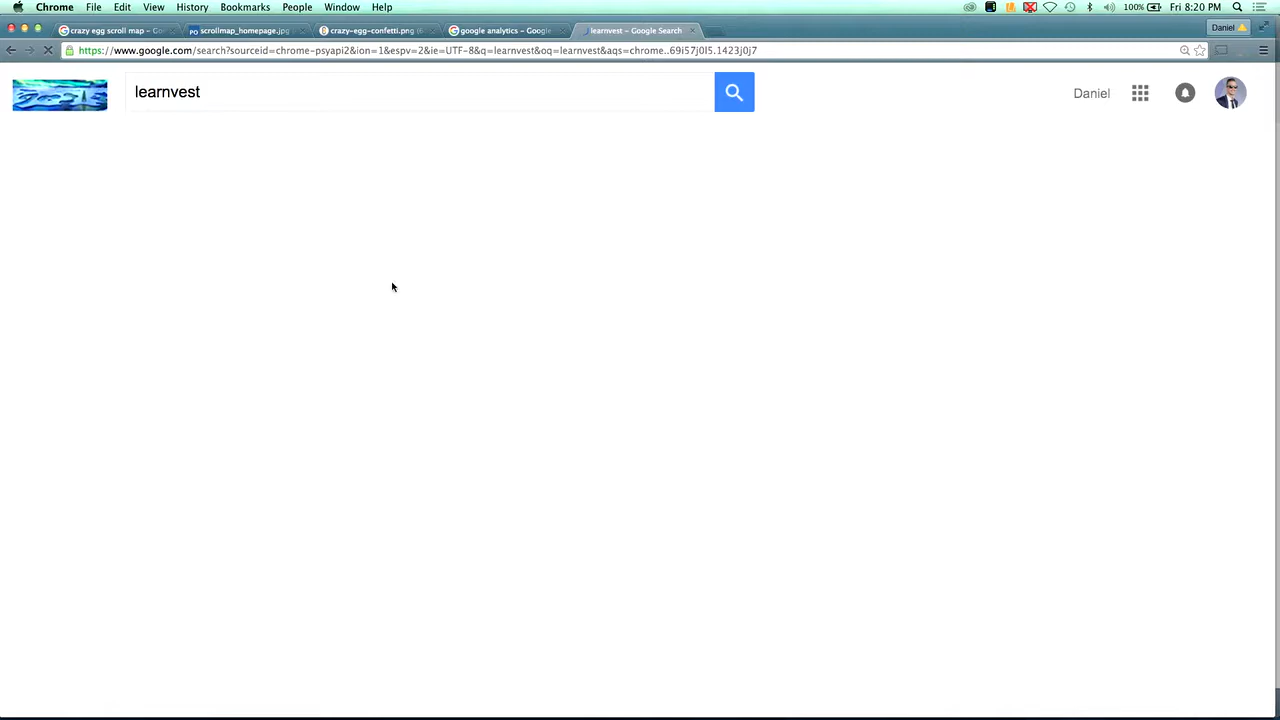 Chrome File Edit View History Bookmarks People Window Help 100% Fri 8:20 PM
crazy egg scroll map – Go scrollmap_homepage.jpg crazy-egg-confetti.png (6 google analytics – Google learnvest – Google Search Daniel
https://www.google.com/search?sourceid=chrome-psyapi2&ion=1&espv=2&ie=UTF-8&q=learnvest&oq=learnvest&aqs=chrome..69i57j0l5.1423j0j7
learnvest
Daniel